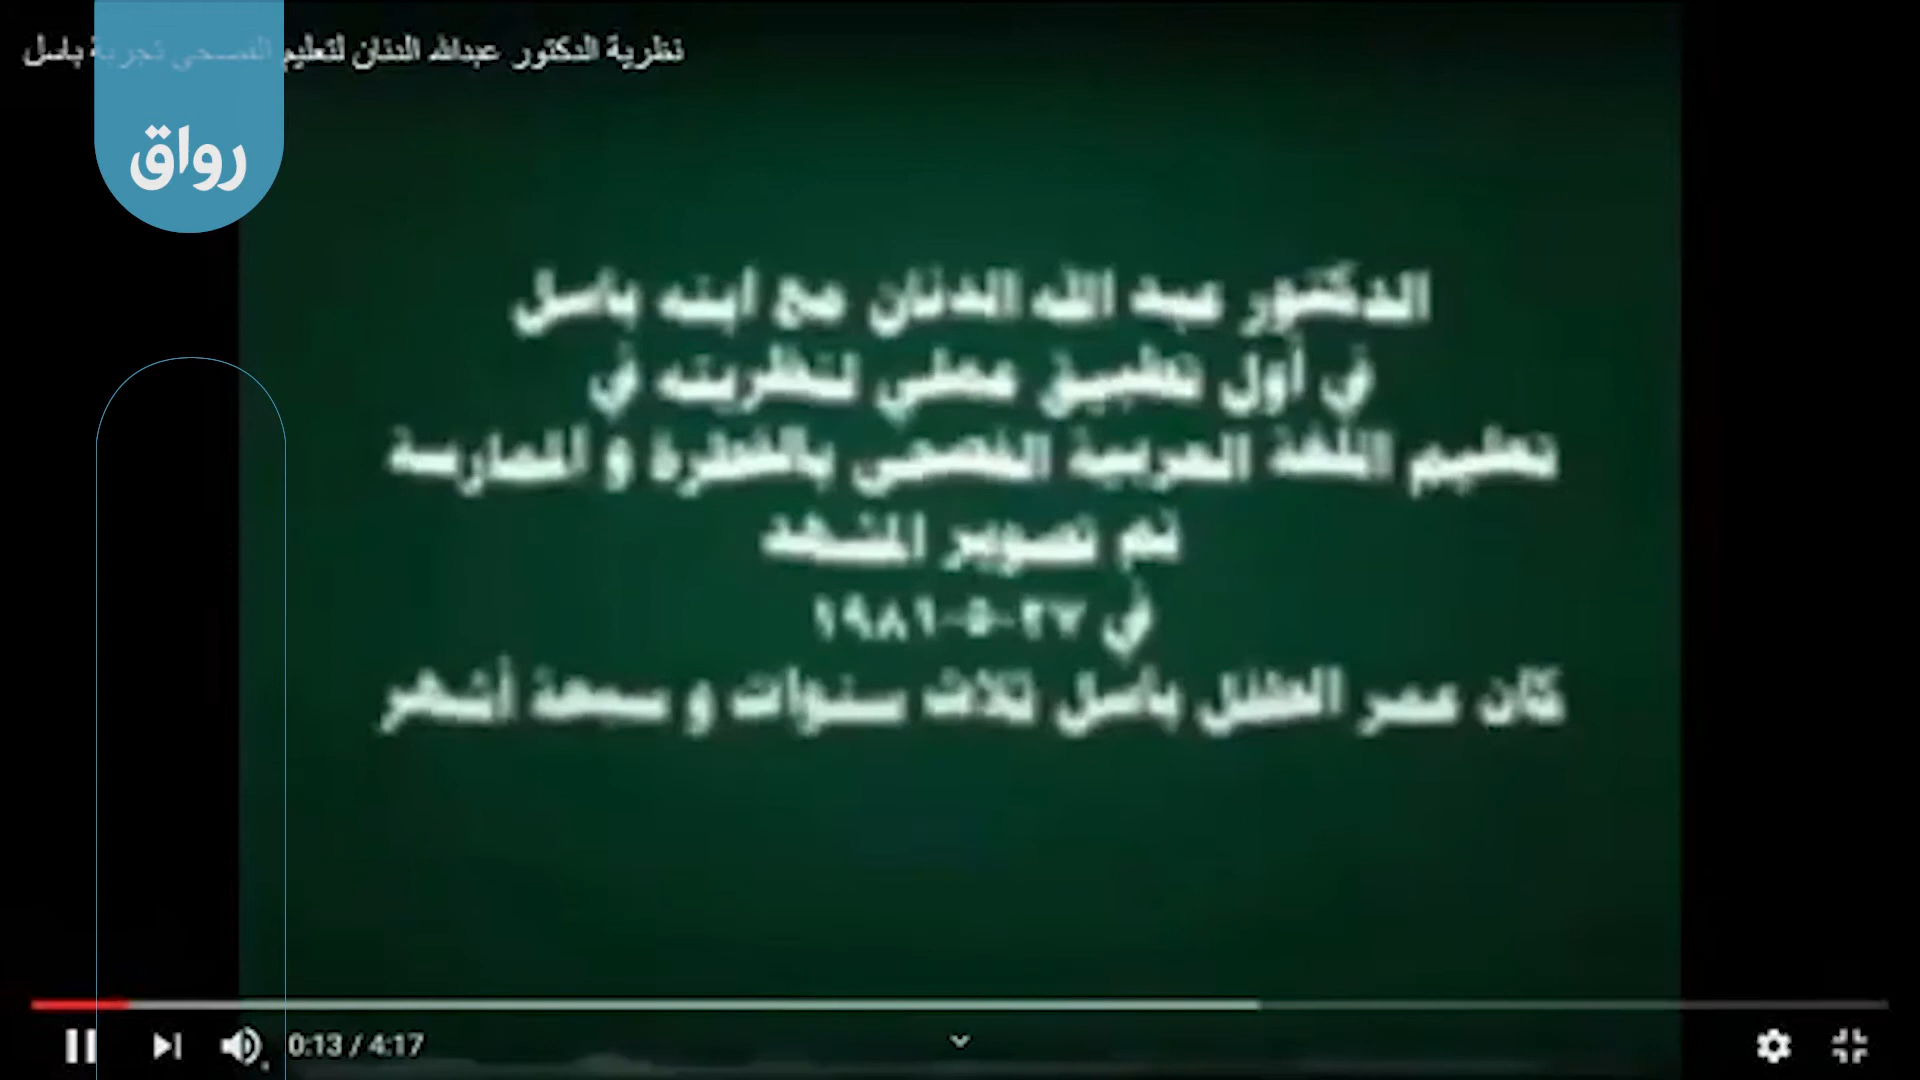 نظرية الدكتور عبدالله الدنان لتعليم الفصحى تجربة باسل
رواق
الدكتور عبد الله الدنان مع ابنه باسل
في أول تطبيق عملي لنظريته في
تعليم اللغة العربية الفصحى بالفطرة و الممارسة
تم تصوير المشهد
في ٢٧-٥-١٩٨١
كان عمر الطفل باسل ثلاث سنوات و سبعة أشهر
0:13 / 4:17